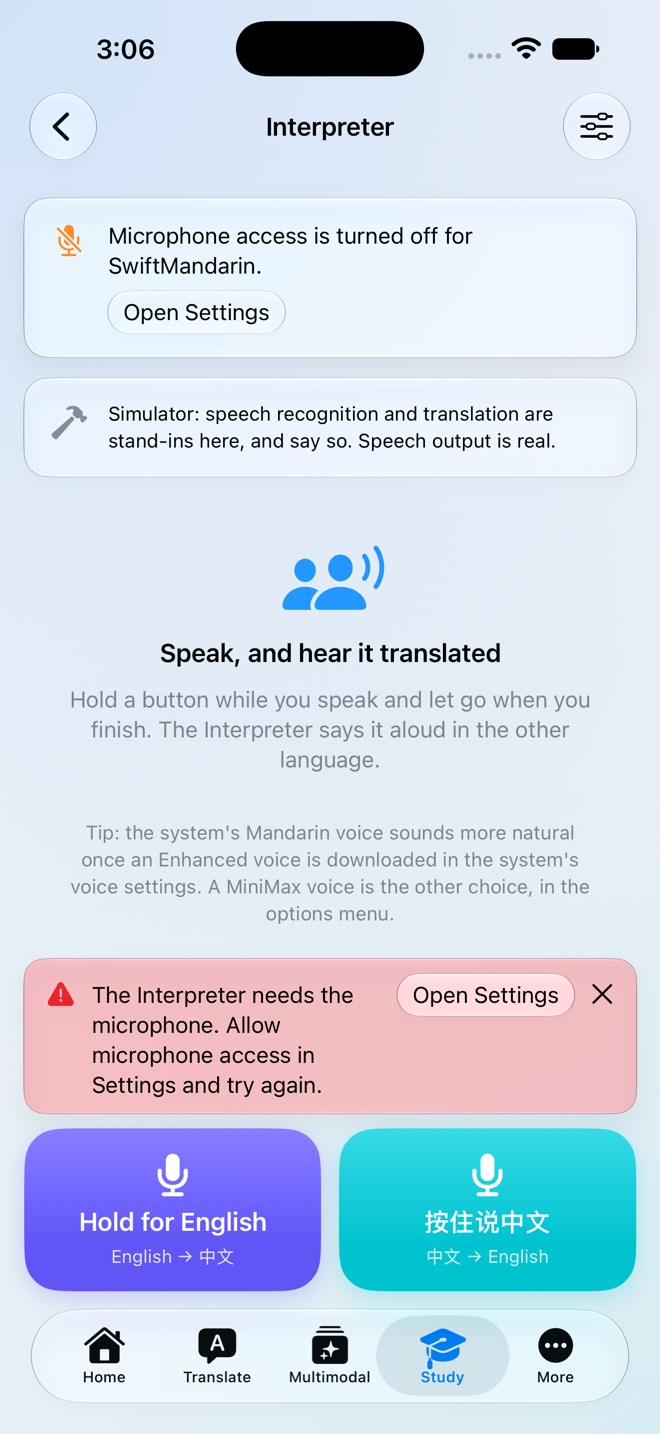 3:06
Interpreter
Microphone access is turned off for
SwiftMandarin.
Open Settings
Simulator: speech recognition and translation are
stand-ins here, and say so. Speech output is real.
Speak, and hear it translated
Hold a button while you speak and let go when you
finish. The Interpreter says it aloud in the other
language.
Tip: the system's Mandarin voice sounds more natural
once an Enhanced voice is downloaded in the system's
voice settings. A MiniMax voice is the other choice, in the
options menu.
The Interpreter needs the
microphone. Allow
microphone access in
Settings and try again.
Open Settings
Hold for English
English → 中文
按住说中文
中文 → English
A
Home
Translate
Multimodal
Study
More